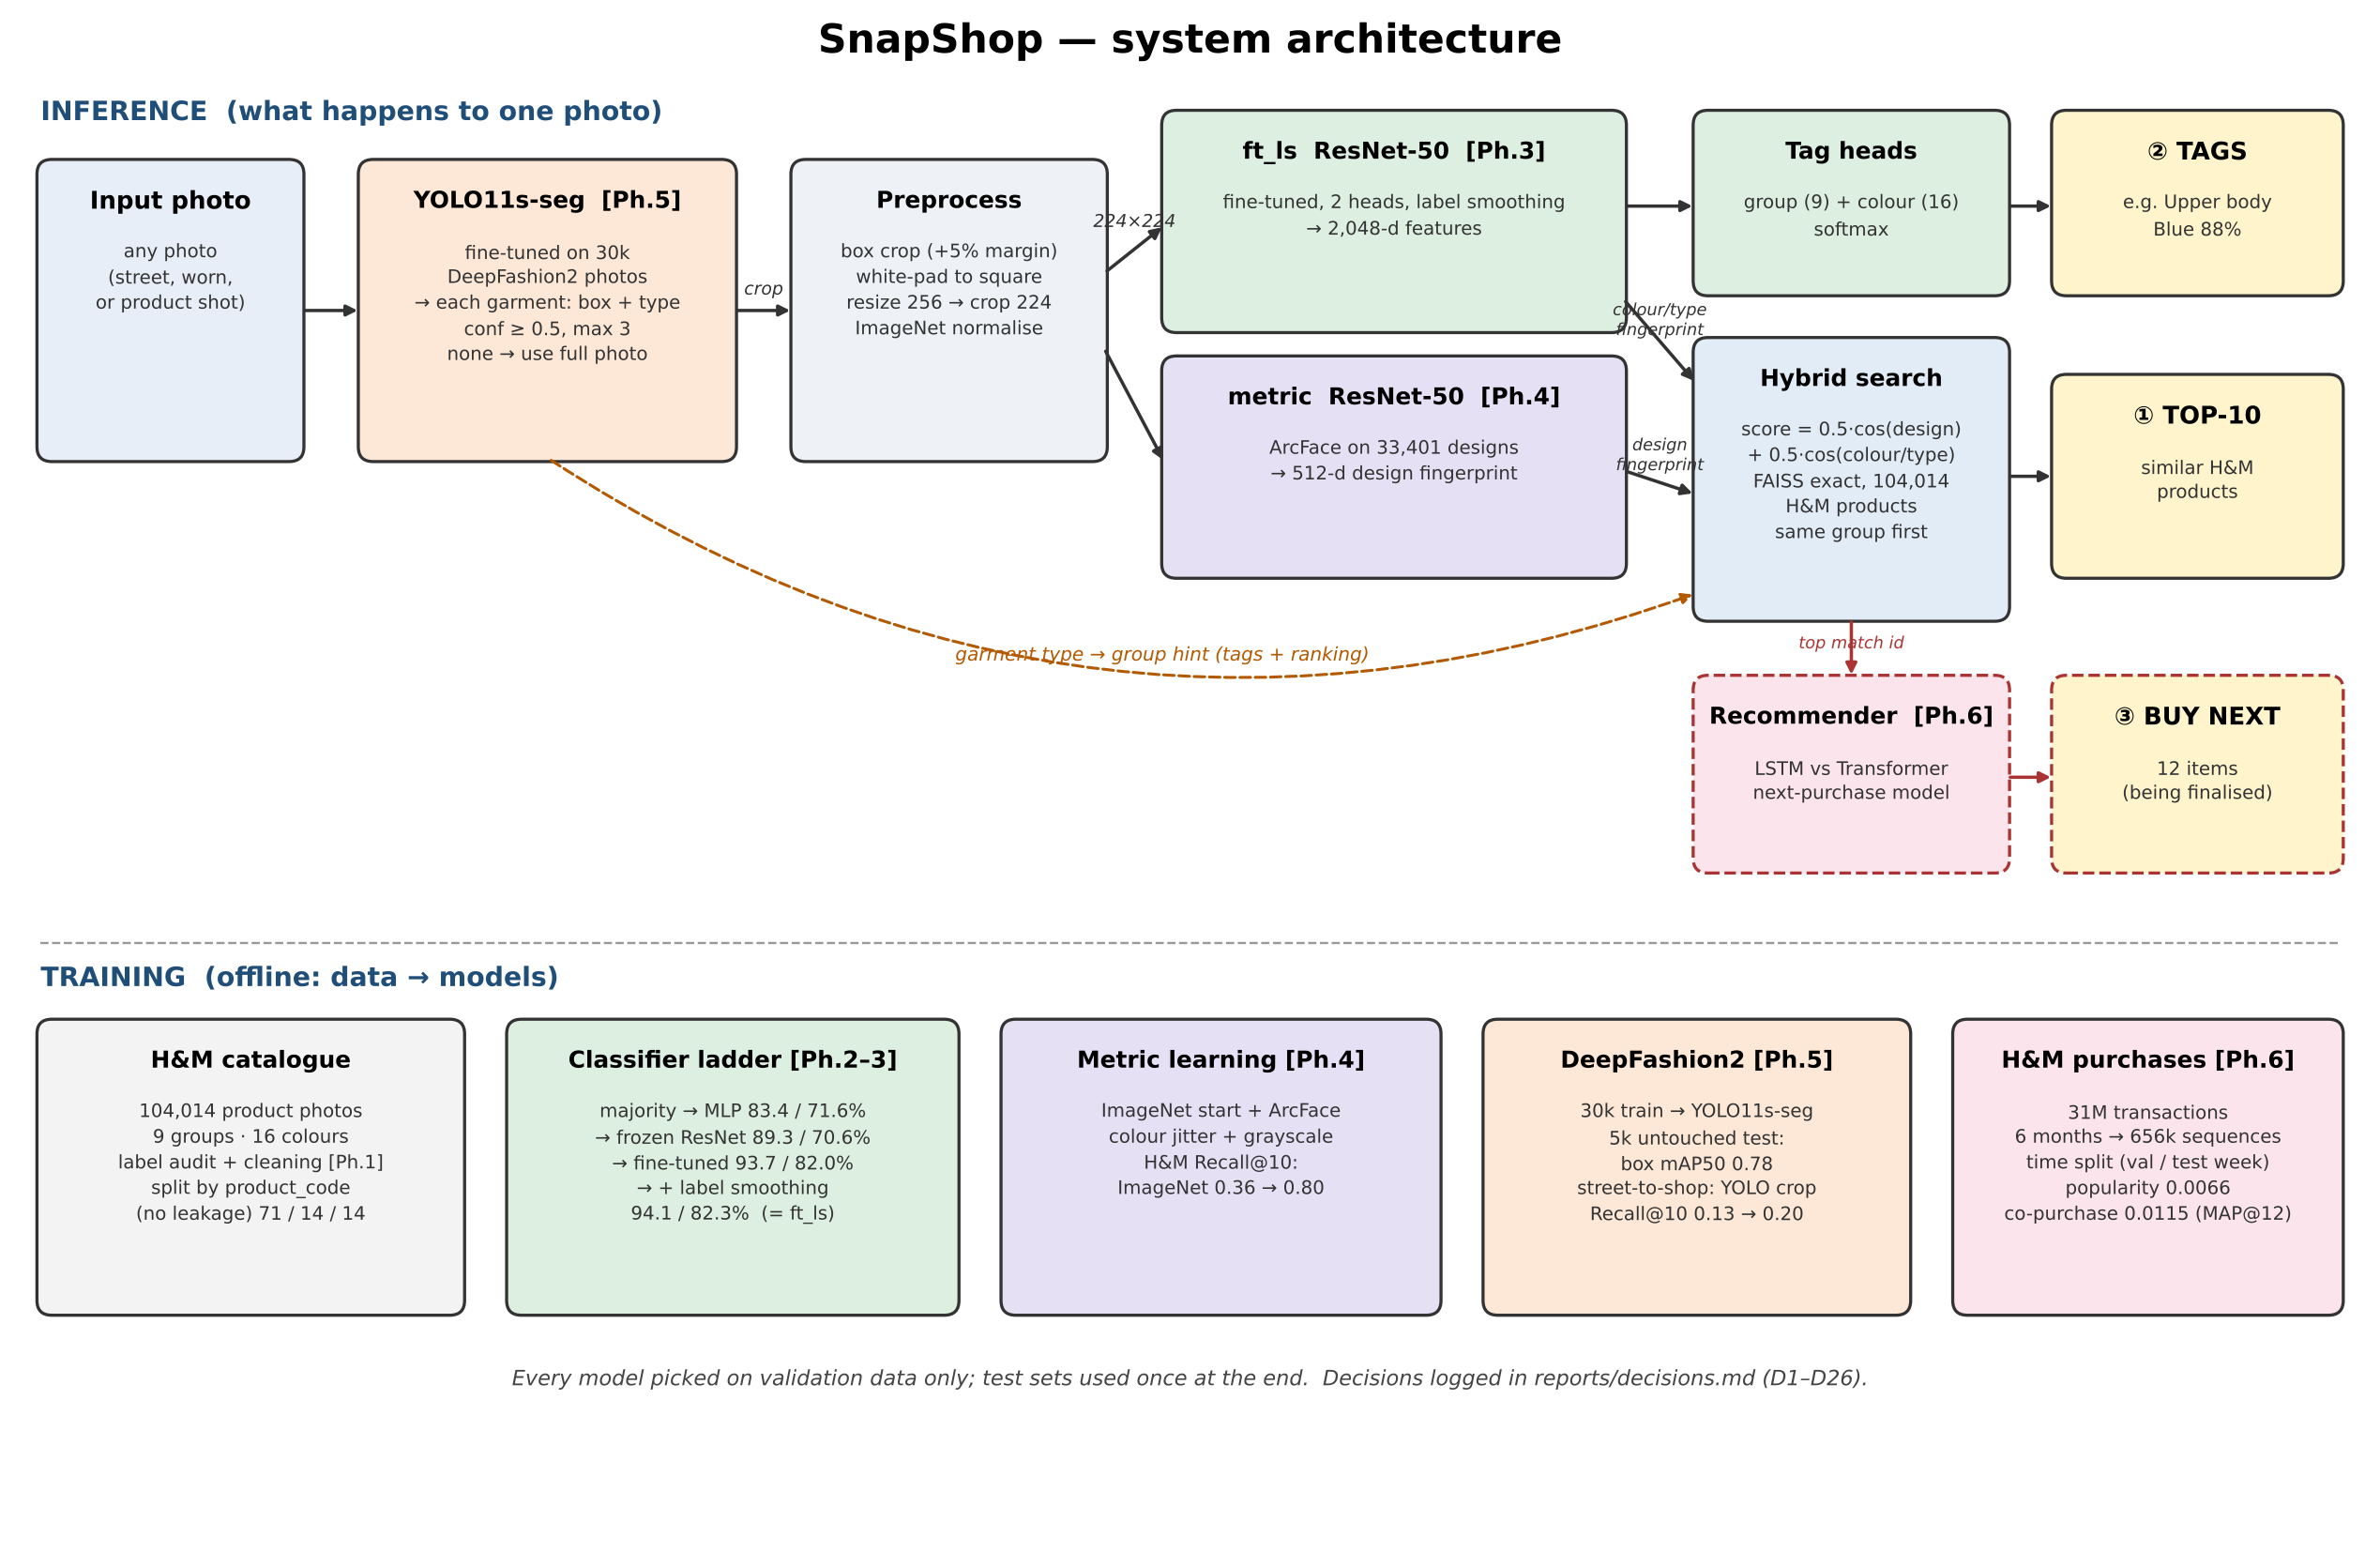 SnapShop — system architecture
INFERENCE  (what happens to one photo)
Input photo
any photo
(street, worn,
or product shot)
YOLO11s-seg  [Ph.5]
fine-tuned on 30k
DeepFashion2 photos
→ each garment: box + type
conf ≥ 0.5, max 3
none → use full photo
crop
Preprocess
box crop (+5% margin)
white-pad to square
resize 256 → crop 224
ImageNet normalise
224×224
ft_ls  ResNet-50  [Ph.3]
fine-tuned, 2 heads, label smoothing
→ 2,048-d features
Tag heads
group (9) + colour (16)
softmax
② TAGS
e.g. Upper body
Blue 88%
colour/type
fingerprint
metric  ResNet-50  [Ph.4]
ArcFace on 33,401 designs
→ 512-d design fingerprint
design
fingerprint
Hybrid search
score = 0.5·cos(design)
+ 0.5·cos(colour/type)
FAISS exact, 104,014
H&M products
same group first
① TOP-10
similar H&M
products
garment type → group hint (tags + ranking)
top match id
Recommender  [Ph.6]
LSTM vs Transformer
next-purchase model
③ BUY NEXT
12 items
(being finalised)
TRAINING  (offline: data → models)
H&M catalogue
104,014 product photos
9 groups · 16 colours
label audit + cleaning [Ph.1]
split by product_code
(no leakage) 71 / 14 / 14
Classifier ladder [Ph.2–3]
majority → MLP 83.4 / 71.6%
→ frozen ResNet 89.3 / 70.6%
→ fine-tuned 93.7 / 82.0%
→ + label smoothing
94.1 / 82.3%  (= ft_ls)
Metric learning [Ph.4]
ImageNet start + ArcFace
colour jitter + grayscale
H&M Recall@10:
ImageNet 0.36 → 0.80
DeepFashion2 [Ph.5]
30k train → YOLO11s-seg
5k untouched test:
box mAP50 0.78
street-to-shop: YOLO crop
Recall@10 0.13 → 0.20
H&M purchases [Ph.6]
31M transactions
6 months → 656k sequences
time split (val / test week)
popularity 0.0066
co-purchase 0.0115 (MAP@12)
Every model picked on validation data only; test sets used once at the end.  Decisions logged in reports/decisions.md (D1–D26).